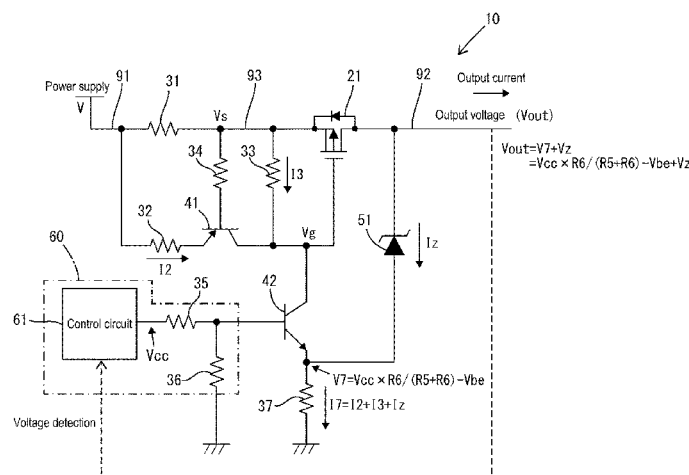 10
91
31
93
21
92
Power supply
V
Vs
Output current
Output voltage (Vout)
Vout=V7+Vz
=Vcc×R6/(R5+R6)-Vbe+Vz
34
33
I3
32
41
Vg
51
Iz
I2
60
35
42
61
Control circuit
Vcc
36
V7=Vcc×R6/(R5+R6)-Vbe
37
I7=I2+I3+Iz
Voltage detection